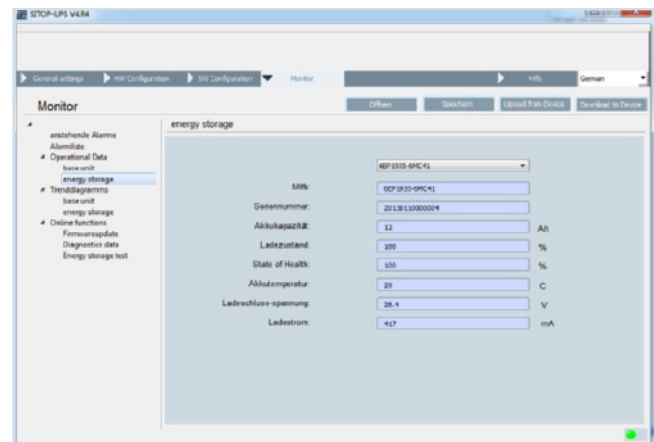 SITOP-UPS V4.R4
General settings HW Configuration SW Configuration Monitor Hilfe German
Monitor
Öffnen Speichern Upload from Device Download to Device
energy storage
anstehende Alarme
Alarmliste
Operational Data
base unit
energy storage
Trenddiagramms
base unit
energy storage
Online functions
Firmwareupdate
Diagnostics data
Energy storage test
6EP1935-6MC41
Mlfb: 6EP1935-6MC41
Seriennummer:
Akkukapazität: 12 Ah
Ladezustand: 100 %
State of Health: 100 %
Akkutemperatur: 29 C
Ladeschluss-spannung: 26.4 V
Ladestrom: 417 mA